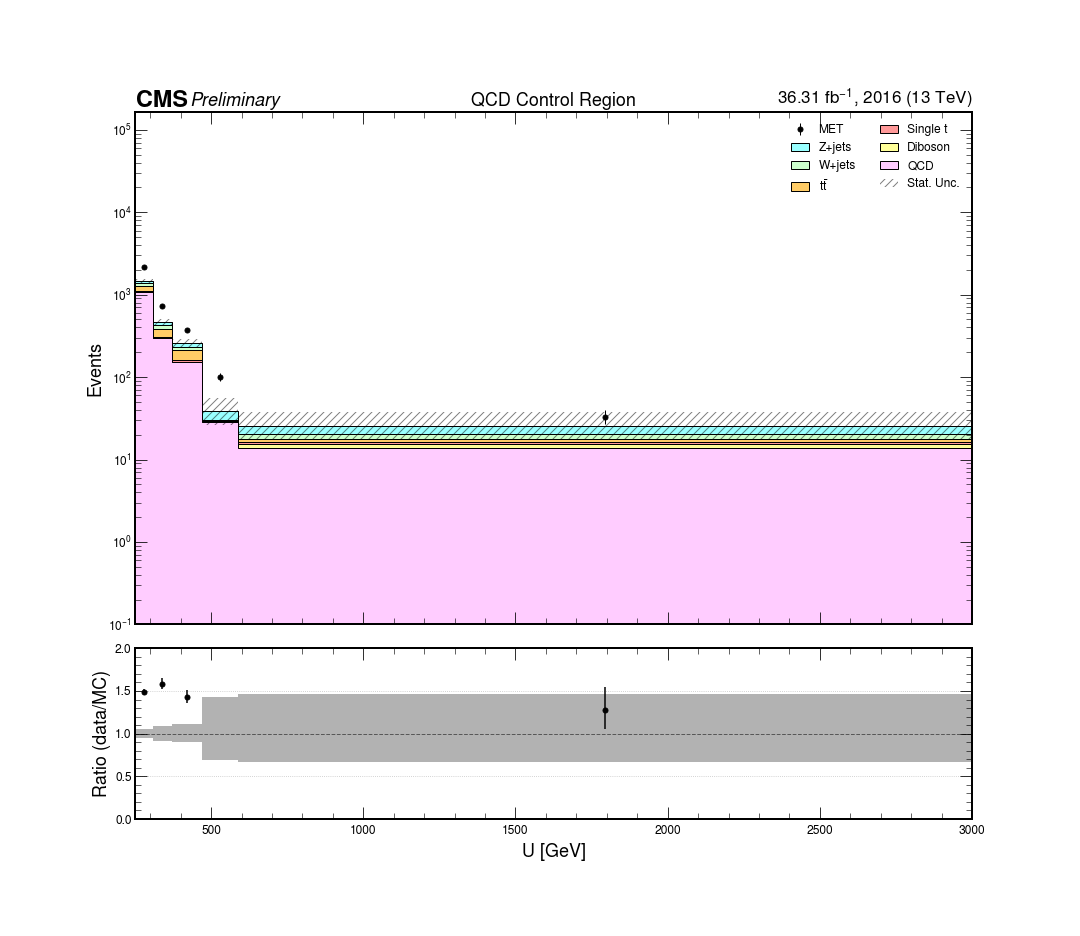 CMS Preliminary QCD Control Region 36.31 fb⁻¹, 2016 (13 TeV)
MET
Z+jets
W+jets
tt̄
Single t
Diboson
QCD
Stat. Unc.
Events
10⁵
10⁴
10³
10²
10¹
10⁰
10⁻¹
Ratio (data/MC)
2.0
1.5
1.0
0.5
0.0
500 1000 1500 2000 2500 3000
U [GeV]